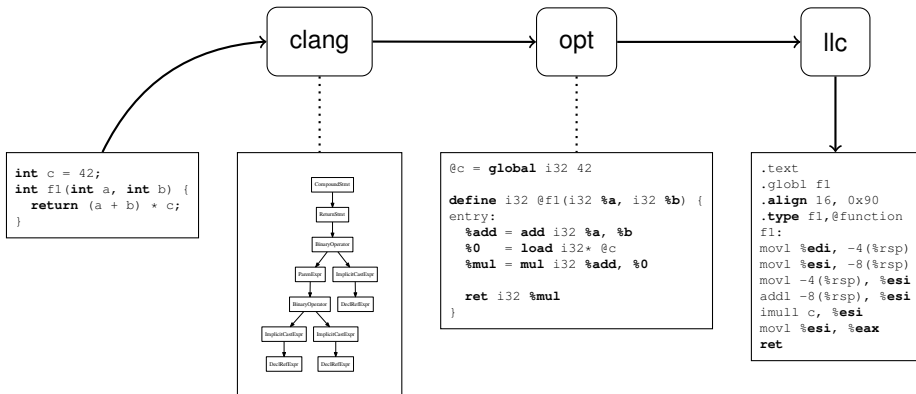 clang
opt
llc
int c = 42;
int f1(int a, int b) {
  return (a + b) * c;
}
CompoundStmt
ReturnStmt
BinaryOperator
ParenExpr ImplicitCastExpr
BinaryOperator DeclRefExpr
ImplicitCastExpr ImplicitCastExpr
DeclRefExpr DeclRefExpr
@c = global i32 42
define i32 @f1(i32 %a, i32 %b) {
entry:
  %add = add i32 %a, %b
  %0   = load i32* @c
  %mul = mul i32 %add, %0
  ret i32 %mul
}
.text
.globl f1
.align 16, 0x90
.type f1,@function
f1:
movl %edi, -4(%rsp)
movl %esi, -8(%rsp)
movl -4(%rsp), %esi
addl -8(%rsp), %esi
imull c, %esi
movl %esi, %eax
ret